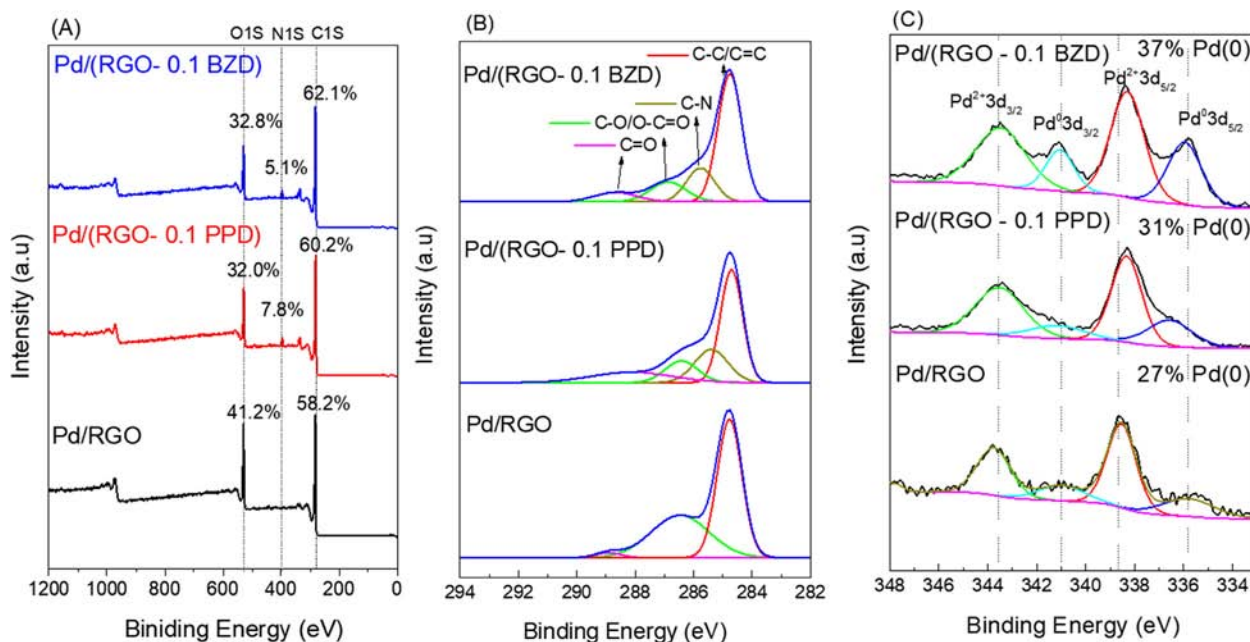 (A)
O1S N1S C1S
Pd/(RGO- 0.1 BZD)
62.1%
32.8%
5.1%
Pd/(RGO- 0.1 PPD)
60.2%
32.0%
7.8%
Pd/RGO
58.2%
41.2%
Intensity (a.u)
1200 1000 800 600 400 200 0
Biniding Energy (eV)
(B)
C-C/C=C
Pd/(RGO- 0.1 BZD)
C-N
C-O/O-C=O
C=O
Pd/(RGO- 0.1 PPD)
Pd/RGO
Intensity (a.u)
294 292 290 288 286 284 282
Biniding Energy (eV)
(C)
Pd/(RGO - 0.1 BZD) 37% Pd(0)
Pd²⁺3d₅/₂
Pd²⁺3d₃/₂
Pd⁰3d₃/₂ Pd⁰3d₅/₂
Pd/(RGO - 0.1 PPD) 31% Pd(0)
Pd/RGO 27% Pd(0)
Intensity (a.u)
348 346 344 342 340 338 336 334
Biniding Energy (eV)